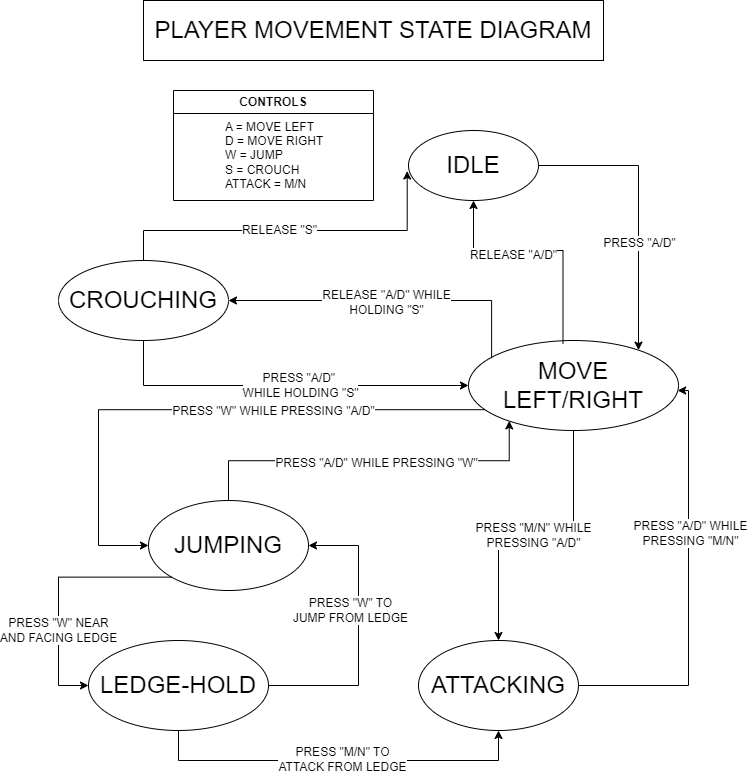 PLAYER MOVEMENT STATE DIAGRAM
CONTROLS
A = MOVE LEFT
D = MOVE RIGHT
W = JUMP
S = CROUCH
ATTACK = M/N
IDLE
RELEASE "S"
PRESS "A/D"
RELEASE "A/D"
CROUCHING
RELEASE "A/D" WHILE
HOLDING "S"
MOVE
LEFT/RIGHT
PRESS "A/D"
WHILE HOLDING "S"
PRESS "W" WHILE PRESSING "A/D"
PRESS "A/D" WHILE PRESSING "W"
PRESS "M/N" WHILE
PRESSING "A/D"
PRESS "A/D" WHILE
PRESSING "M/N"
JUMPING
PRESS "W" NEAR
AND FACING LEDGE
PRESS "W" TO
JUMP FROM LEDGE
LEDGE-HOLD
ATTACKING
PRESS "M/N" TO
ATTACK FROM LEDGE